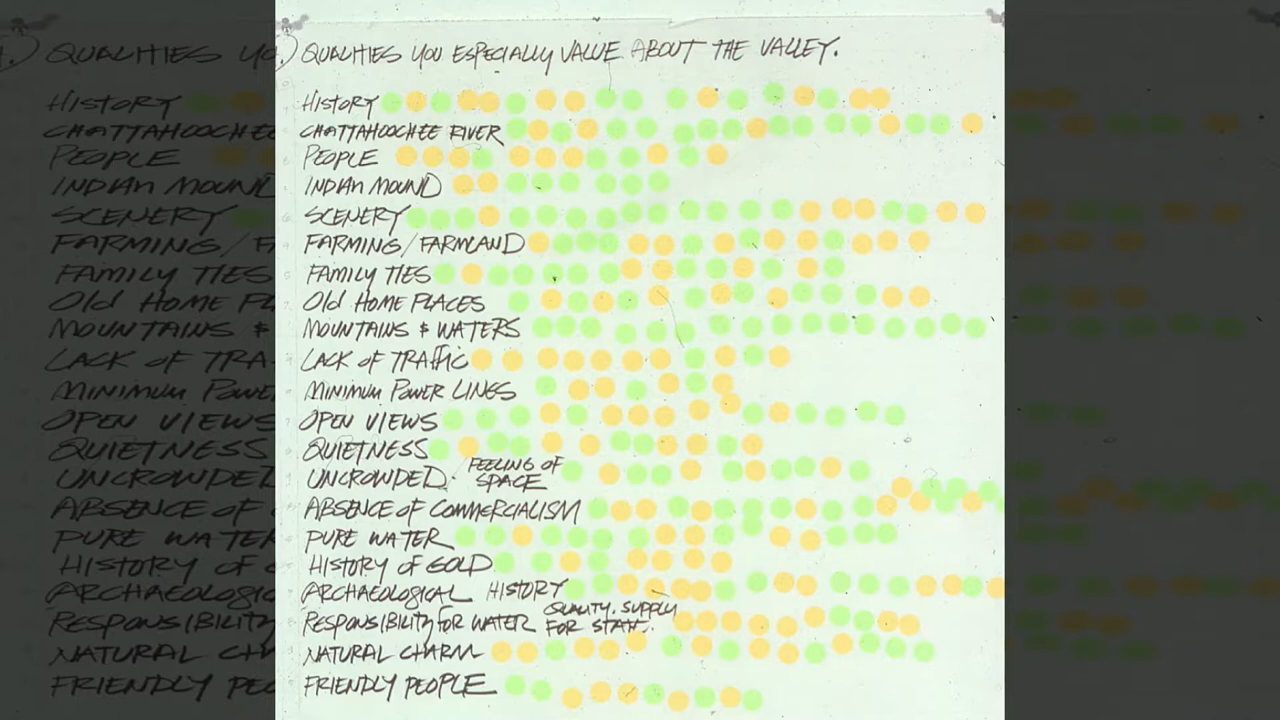 QUALITIES YOU ESPECIALLY VALUE ABOUT THE VALLEY.
HISTORY
CHATTAHOOCHEE RIVER
PEOPLE
INDIAN MOUND
SCENERY
FARMING/FARMLAND
FAMILY TIES
Old HOME PLACES
MOUNTAINS & WATERS
LACK OF TRAFFIC
MINIMUM POWER LINES
OPEN VIEWS
QUIETNESS
UNCROWDED · FEELING OF SPACE
ABSENCE OF COMMERCIALISM
PURE WATER
HISTORY OF GOLD
ARCHAEOLOGICAL HISTORY
RESPONSIBILITY FOR WATER QUALITY, SUPPLY FOR STATE.
NATURAL CHARM
FRIENDLY PEOPLE